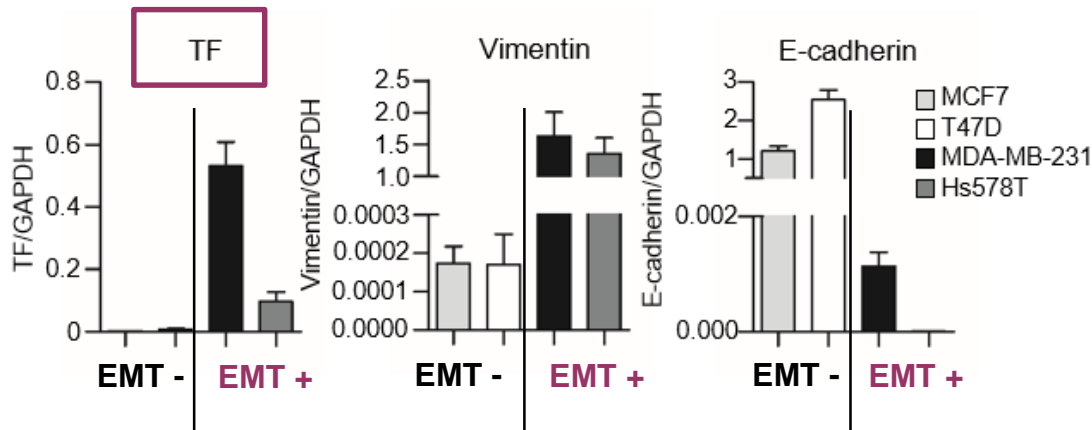 TF
TF/GAPDH
0.8
0.6
0.4
0.2
0
EMT -
EMT +
Vimentin
Vimentin/GAPDH
2.5
2.0
1.5
1.0
0.0003
0.0002
0.0001
0.0000
EMT -
EMT +
E-cadherin
E-cadherin/GAPDH
3
2
1
0.002
0.000
EMT -
EMT +
MCF7
T47D
MDA-MB-231
Hs578T